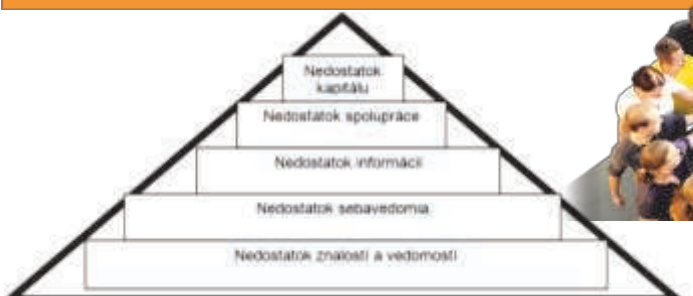 Nedostatok
kapitálu
Nedostatok spolupráce
Nedostatok informácií
Nedostatok sebavedomia
Nedostatok znalostí a vedomostí